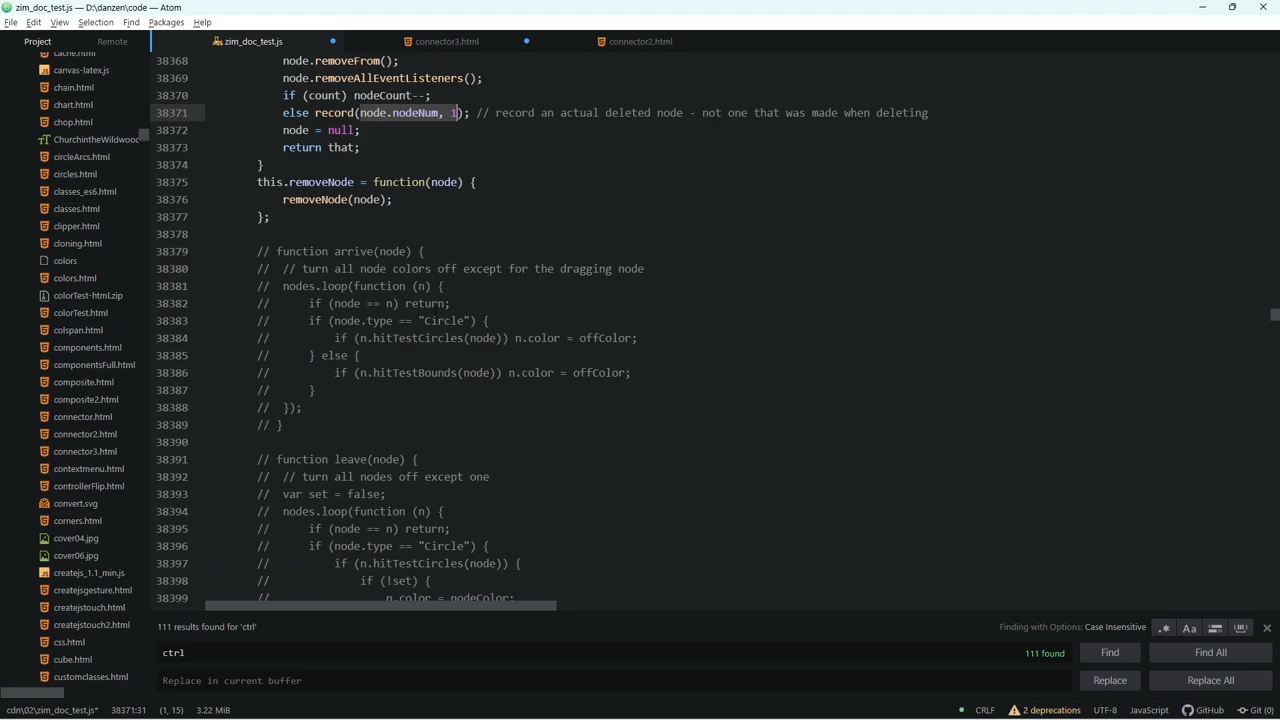 zim_doc_test.js — D:\danzen\code — Atom
File Edit View Selection Find Packages Help
Project Remote
zim_doc_test.js connector3.html connector2.html
cache.html
canvas-latex.js
chain.html
chart.html
chop.html
ChurchintheWildwood
circleArcs.html
circles.html
classes_es6.html
classes.html
clipper.html
cloning.html
colors
colors.html
colorTest-html.zip
colorTest.html
colspan.html
components.html
componentsFull.html
composite.html
composite2.html
connector.html
connector2.html
connector3.html
contextmenu.html
controllerFlip.html
convert.svg
corners.html
cover04.jpg
cover06.jpg
createjs_1.1_min.js
createjsgesture.html
createjstouch.html
createjstouch2.html
css.html
cube.html
customclasses.html
38368 node.removeFrom();
38369 node.removeAllEventListeners();
38370 if (count) nodeCount--;
38371 else record(node.nodeNum, 1); // record an actual deleted node - not one that was made when deleting
38372 node = null;
38373 return that;
38374 }
38375 this.removeNode = function(node) {
38376 removeNode(node);
38377 };
38378
38379 // function arrive(node) {
38380 // // turn all node colors off except for the dragging node
38381 // nodes.loop(function (n) {
38382 // if (node == n) return;
38383 // if (node.type == "Circle") {
38384 // if (n.hitTestCircles(node)) n.color = offColor;
38385 // } else {
38386 // if (n.hitTestBounds(node)) n.color = offColor;
38387 // }
38388 // });
38389 // }
38390
38391 // function leave(node) {
38392 // // turn all nodes off except one
38393 // var set = false;
38394 // nodes.loop(function (n) {
38395 // if (node == n) return;
38396 // if (node.type == "Circle") {
38397 // if (n.hitTestCircles(node)) {
38398 // if (!set) {
38399 // n.color = nodeColor;
111 results found for 'ctrl' Finding with Options: Case Insensitive .* Aa
ctrl 111 found Find Find All
Replace in current buffer Replace Replace All
cdn\02\zim_doc_test.js* 38371:31 (1, 15) 3.22 MiB CRLF 2 deprecations UTF-8 JavaScript GitHub Git (0)